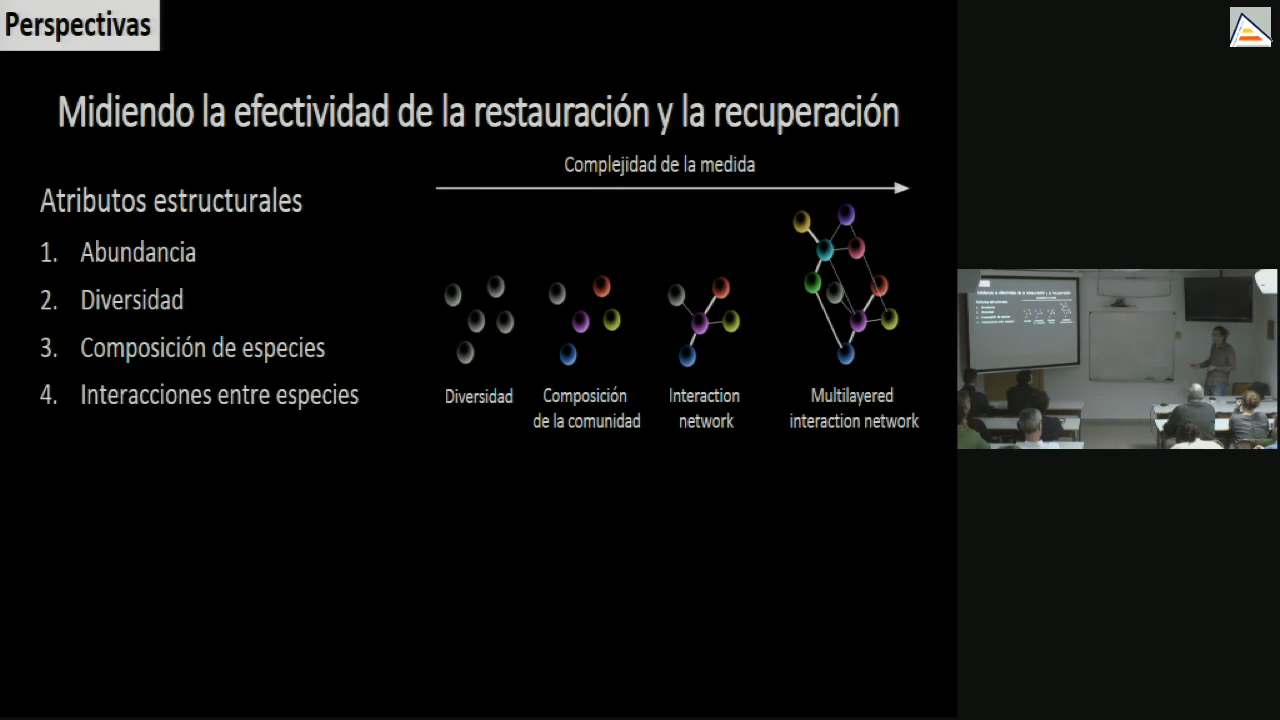 Perspectivas
Midiendo la efectividad de la restauración y la recuperación
Complejidad de la medida
Atributos estructurales
1. Abundancia
2. Diversidad
3. Composición de especies
4. Interacciones entre especies
Diversidad
Composición
de la comunidad
Interaction
network
Multilayered
interaction network